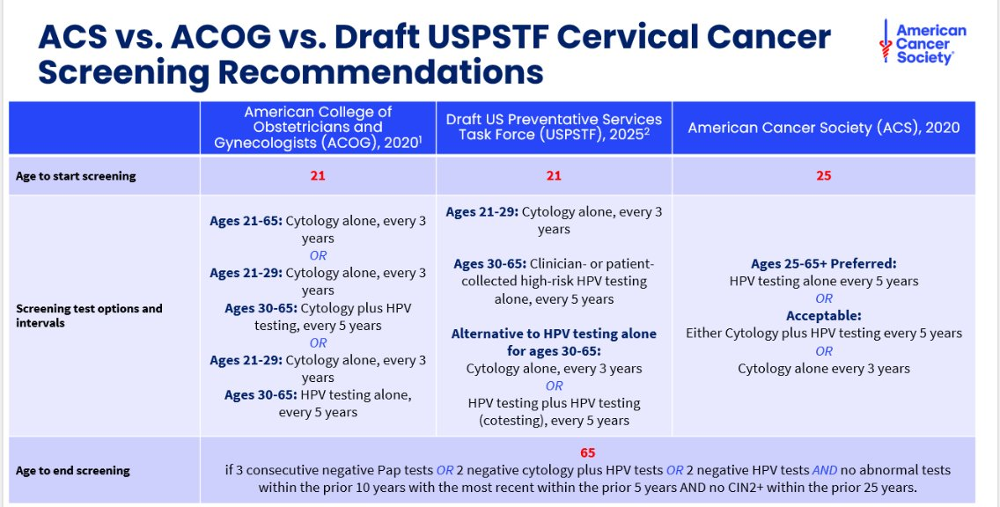 ACS vs. ACOG vs. Draft USPSTF Cervical Cancer
Screening Recommendations
American
Cancer
Society®
American College of
Obstetricians and
Gynecologists (ACOG), 2020¹
Draft US Preventative Services
Task Force (USPSTF), 2025²
American Cancer Society (ACS), 2020
Age to start screening
21
21
25
Screening test options and
intervals
Ages 21-65: Cytology alone, every 3
years
OR
Ages 21-29: Cytology alone, every 3
years
Ages 30-65: Cytology plus HPV
testing, every 5 years
OR
Ages 21-29: Cytology alone, every 3
years
Ages 30-65: HPV testing alone,
every 5 years
Ages 21-29: Cytology alone, every 3
years
Ages 30-65: Clinician- or patient-
collected high-risk HPV testing
alone, every 5 years
Alternative to HPV testing alone
for ages 30-65:
Cytology alone, every 3 years
OR
HPV testing plus HPV testing
(cotesting), every 5 years
Ages 25-65+ Preferred:
HPV testing alone every 5 years
OR
Acceptable:
Either Cytology plus HPV testing every 5 years
OR
Cytology alone every 3 years
Age to end screening
65
if 3 consecutive negative Pap tests OR 2 negative cytology plus HPV tests OR 2 negative HPV tests AND no abnormal tests
within the prior 10 years with the most recent within the prior 5 years AND no CIN2+ within the prior 25 years.